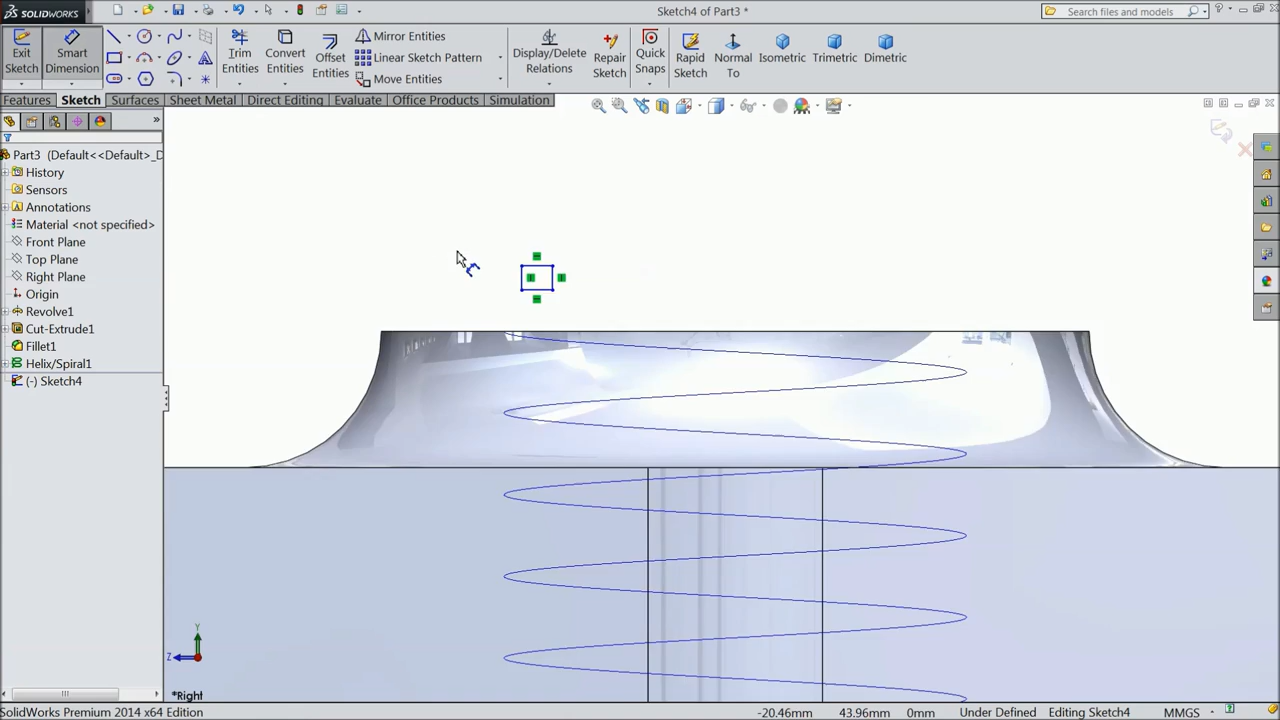 SOLIDWORKS
Sketch4 of Part3 *
Search files and models
Exit Sketch
Smart Dimension
Trim Entities
Convert Entities
Offset Entities
Mirror Entities
Linear Sketch Pattern
Move Entities
Display/Delete Relations
Repair Sketch
Quick Snaps
Rapid Sketch
Normal To
Isometric
Trimetric
Dimetric
Features
Sketch
Surfaces
Sheet Metal
Direct Editing
Evaluate
Office Products
Simulation
Part3 (Default<<Default>_D
History
Sensors
Annotations
Material <not specified>
Front Plane
Top Plane
Right Plane
Origin
Revolve1
Cut-Extrude1
Fillet1
Helix/Spiral1
(-) Sketch4
Y
Z
*Right
SolidWorks Premium 2014 x64 Edition
-20.46mm
43.96mm
0mm
Under Defined
Editing Sketch4
MMGS